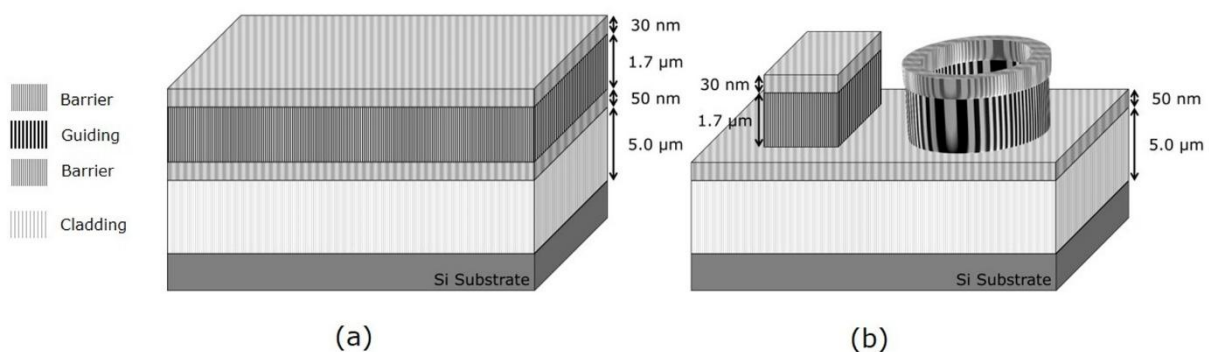 Barrier
Guiding
Barrier
Cladding
30 nm
1.7 μm
50 nm
5.0 μm
Si Substrate
(a)
30 nm
1.7 μm
50 nm
5.0 μm
Si Substrate
(b)